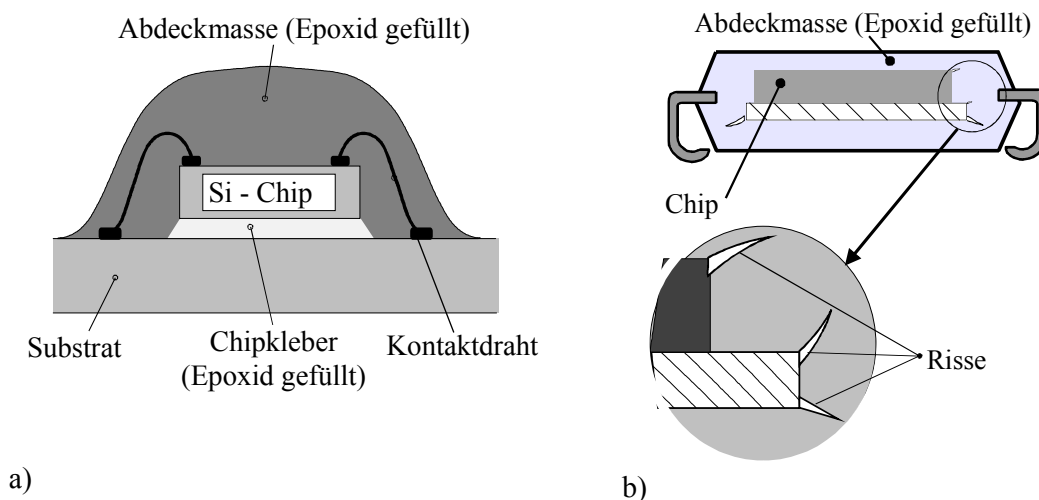 Abdeckmasse (Epoxid gefüllt)
Si - Chip
Substrat
Chipkleber
(Epoxid gefüllt)
Kontaktdraht
a)
b)
Abdeckmasse (Epoxid gefüllt)
Chip
Risse